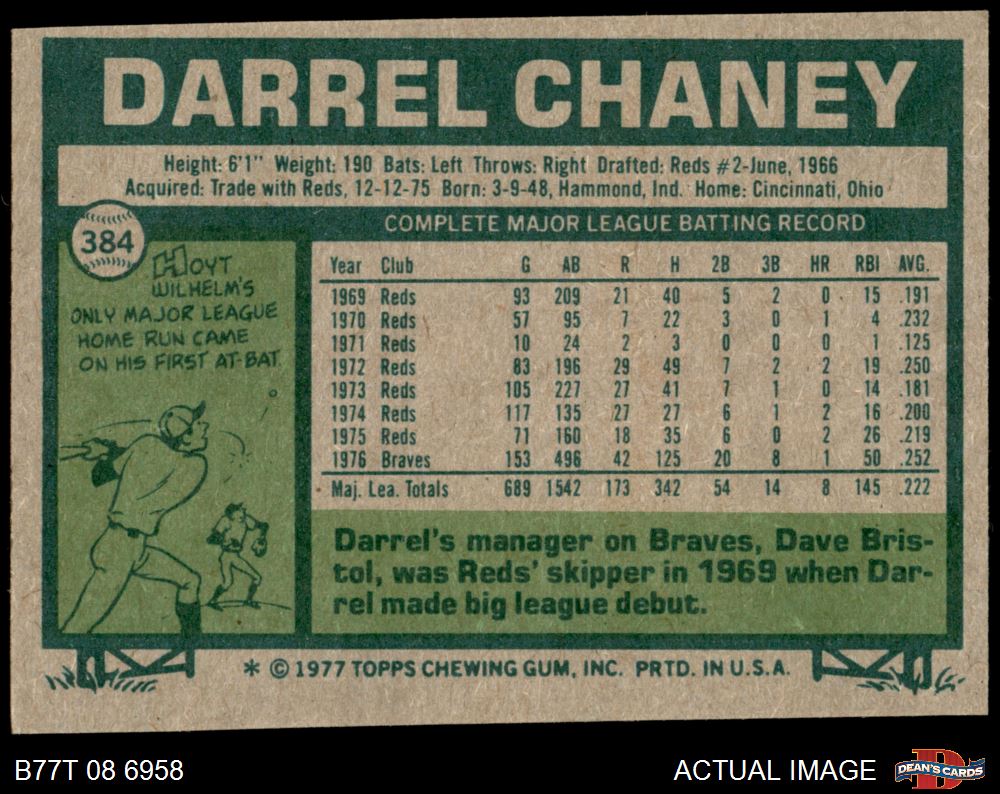 DARREL CHANEY
Height: 6'1" Weight: 190 Bats: Left Throws: Right Drafted: Reds #2-June, 1966
Acquired: Trade with Reds, 12-12-75 Born: 3-9-48, Hammond, Ind. Home: Cincinnati, Ohio
384
COMPLETE MAJOR LEAGUE BATTING RECORD
HOYT
WILHELM'S
ONLY MAJOR LEAGUE
HOME RUN CAME
ON HIS FIRST AT-BAT.
Year Club G AB R H 2B 3B HR RBI AVG.
1969 Reds 93 209 21 40 5 2 0 15 .191
1970 Reds 57 95 7 22 3 0 1 4 .232
1971 Reds 10 24 2 3 0 0 0 1 .125
1972 Reds 83 196 29 49 7 2 2 19 .250
1973 Reds 105 227 27 41 7 1 0 14 .181
1974 Reds 117 135 27 27 6 1 2 16 .200
1975 Reds 71 160 18 35 6 0 2 26 .219
1976 Braves 153 496 42 125 20 8 1 50 .252
Maj. Lea. Totals 689 1542 173 342 54 14 8 145 .222
Darrel's manager on Braves, Dave Bris-
tol, was Reds' skipper in 1969 when Dar-
rel made big league debut.
* © 1977 TOPPS CHEWING GUM, INC. PRTD. IN U.S.A.
B77T 08 6958
ACTUAL IMAGE
D
DEAN'S CARDS